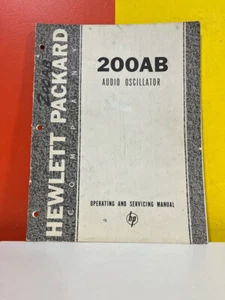 HEWLETT PACKARD
COMPANY
200AB
AUDIO OSCILLATOR
OPERATING AND SERVICING MANUAL
hp